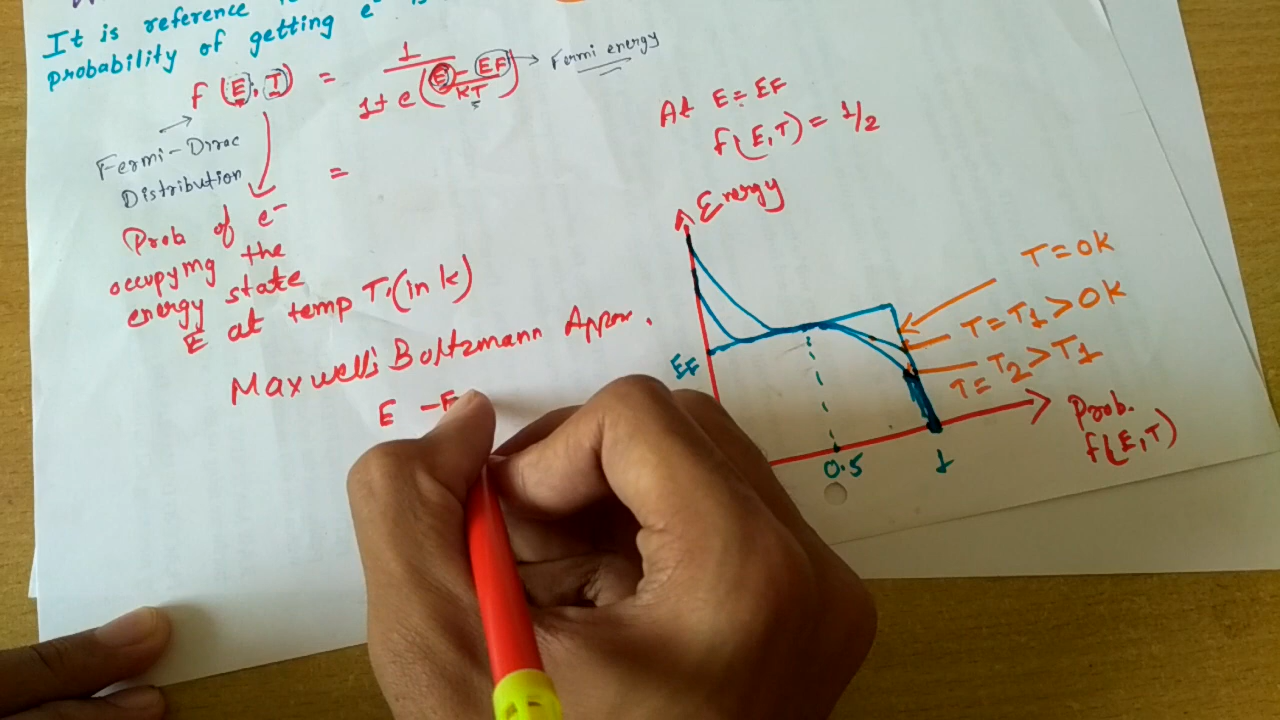 It is reference
probability of getting e⁻
f (E, T) = 1 / 1+ e ( E - EF / KT )
Fermi energy
Fermi-Dirac
Distribution
=
Prob of e⁻
occupying the
energy state
E at temp T. (in K)
Maxwell: Boltzmann Approx.
E -
At E = EF
f(E,T) = 1/2
Energy
EF
T = 0K
T = T1 > 0K
T = T2 > T1
Prob.
f(E,T)
0.5
1